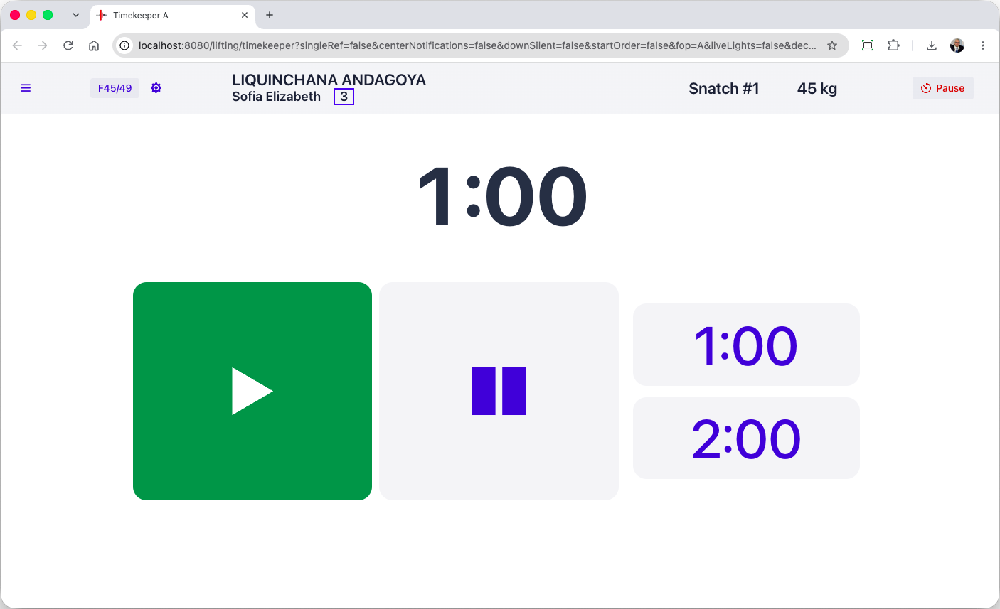 Timekeeper A
localhost:8080/lifting/timekeeper?singleRef=false&centerNotifications=false&downSilent=false&startOrder=false&fop=A&liveLights=false&dec...
F45/49
LIQUINCHANA ANDAGOYA
Sofia Elizabeth 3
Snatch #1 45 kg
Pause
1:00
1:00
2:00